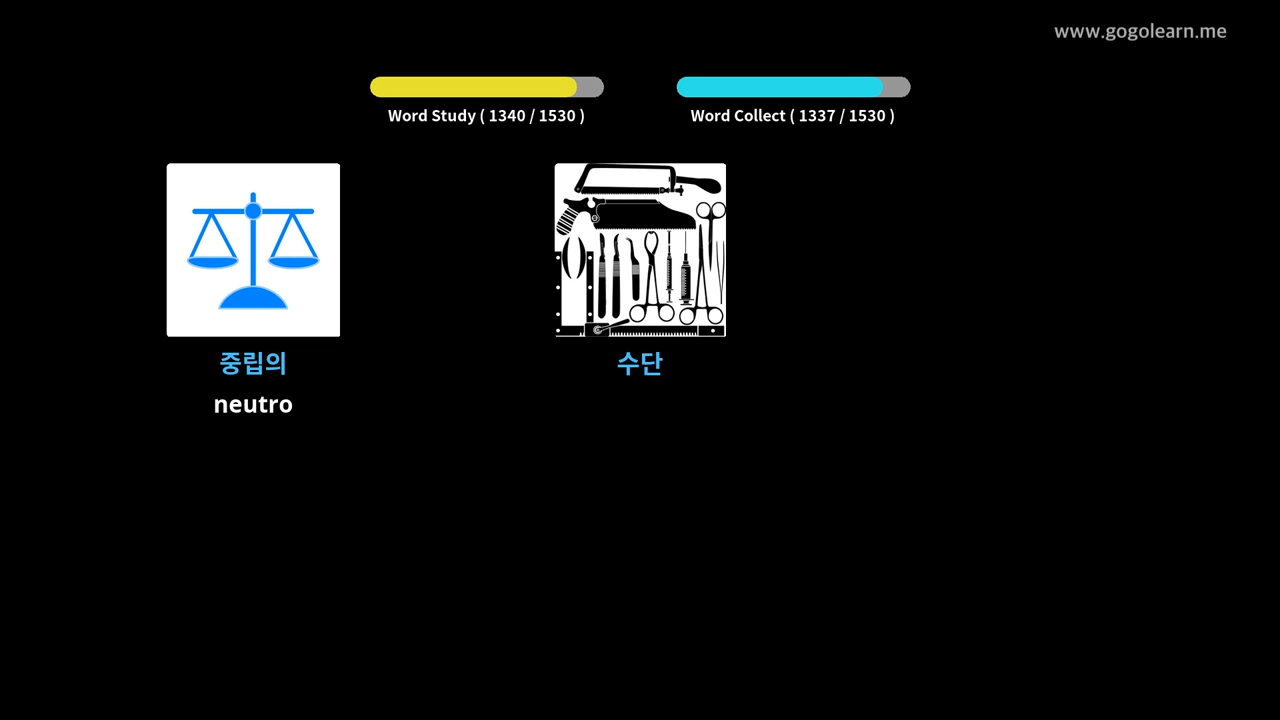 www.gogolearn.me
Word Study ( 1340 / 1530 )
Word Collect ( 1337 / 1530 )
중립의
neutro
수단